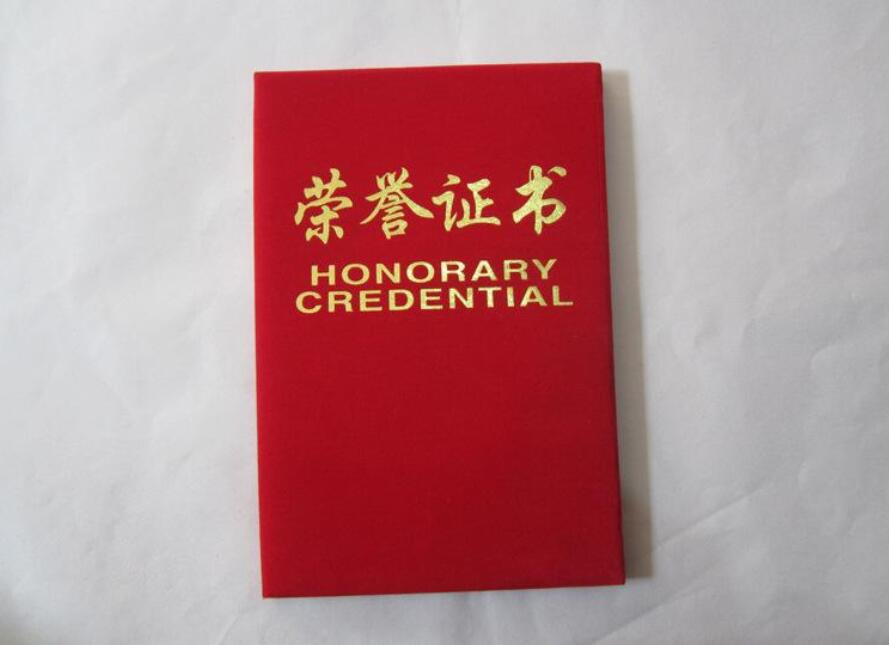 荣誉证书
HONORARY
CREDENTIAL